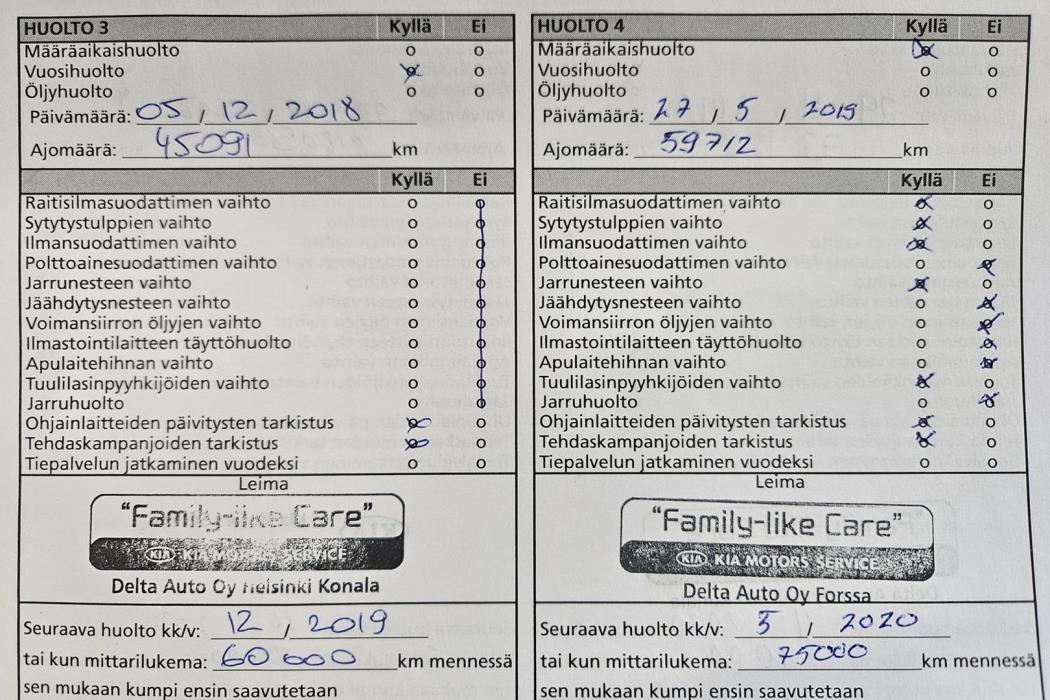 HUOLTO 3 Kyllä Ei
Määräaikaishuolto
Vuosihuolto
Öljyhuolto
Päivämäärä: 05 / 12 / 2018
Ajomäärä: 45091 km
Kyllä Ei
Raitisilmasuodattimen vaihto
Sytytystulppien vaihto
Ilmansuodattimen vaihto
Polttoainesuodattimen vaihto
Jarrunesteen vaihto
Jäähdytysnesteen vaihto
Voimansiirron öljyjen vaihto
Ilmastointilaitteen täyttöhuolto
Apulaitehihnan vaihto
Tuulilasinpyyhkijöiden vaihto
Jarruhuolto
Ohjainlaitteiden päivitysten tarkistus
Tehdaskampanjoiden tarkistus
Tiepalvelun jatkaminen vuodeksi
Leima
"Family-like Care"
KIA KIA MOTORS SERVICE
Delta Auto Oy Helsinki Konala
Seuraava huolto kk/v: 12 / 2019
tai kun mittarilukema: 60 000 km mennessä
sen mukaan kumpi ensin saavutetaan
HUOLTO 4 Kyllä Ei
Määräaikaishuolto
Vuosihuolto
Öljyhuolto
Päivämäärä: 27 / 5 / 2019
Ajomäärä: 59712 km
Kyllä Ei
Raitisilmasuodattimen vaihto
Sytytystulppien vaihto
Ilmansuodattimen vaihto
Polttoainesuodattimen vaihto
Jarrunesteen vaihto
Jäähdytysnesteen vaihto
Voimansiirron öljyjen vaihto
Ilmastointilaitteen täyttöhuolto
Apulaitehihnan vaihto
Tuulilasinpyyhkijöiden vaihto
Jarruhuolto
Ohjainlaitteiden päivitysten tarkistus
Tehdaskampanjoiden tarkistus
Tiepalvelun jatkaminen vuodeksi
Leima
"Family-like Care"
KIA KIA MOTORS SERVICE
Delta Auto Oy Forssa
Seuraava huolto kk/v: 5 / 2020
tai kun mittarilukema: 75000 km mennessä
sen mukaan kumpi ensin saavutetaan